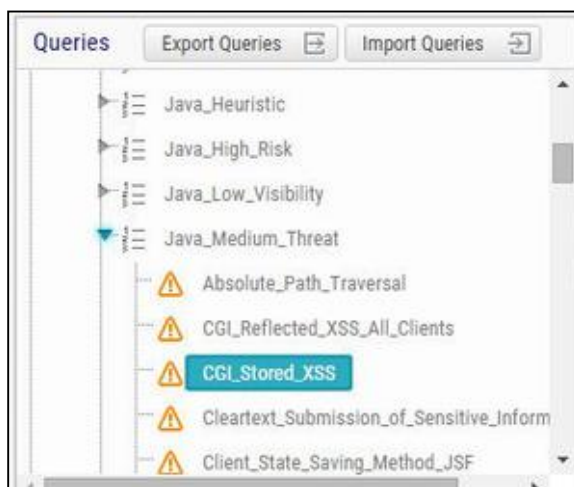 Queries Export Queries Import Queries
Java_Heuristic
Java_High_Risk
Java_Low_Visibility
Java_Medium_Threat
Absolute_Path_Traversal
CGI_Reflected_XSS_All_Clients
CGI_Stored_XSS
Cleartext_Submission_of_Sensitive_Inform
Client_State_Saving_Method_JSF